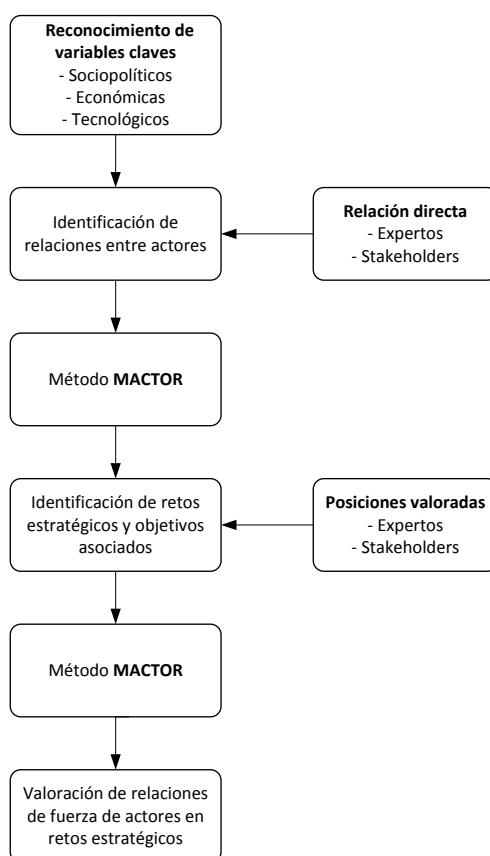 Reconocimiento de
variables claves
- Sociopolíticos
- Económicas
- Tecnológicos
Identificación de
relaciones entre actores
Relación directa
- Expertos
- Stakeholders
Método MACTOR
Identificación de retos
estratégicos y objetivos
asociados
Posiciones valoradas
- Expertos
- Stakeholders
Método MACTOR
Valoración de relaciones
de fuerza de actores en
retos estratégicos